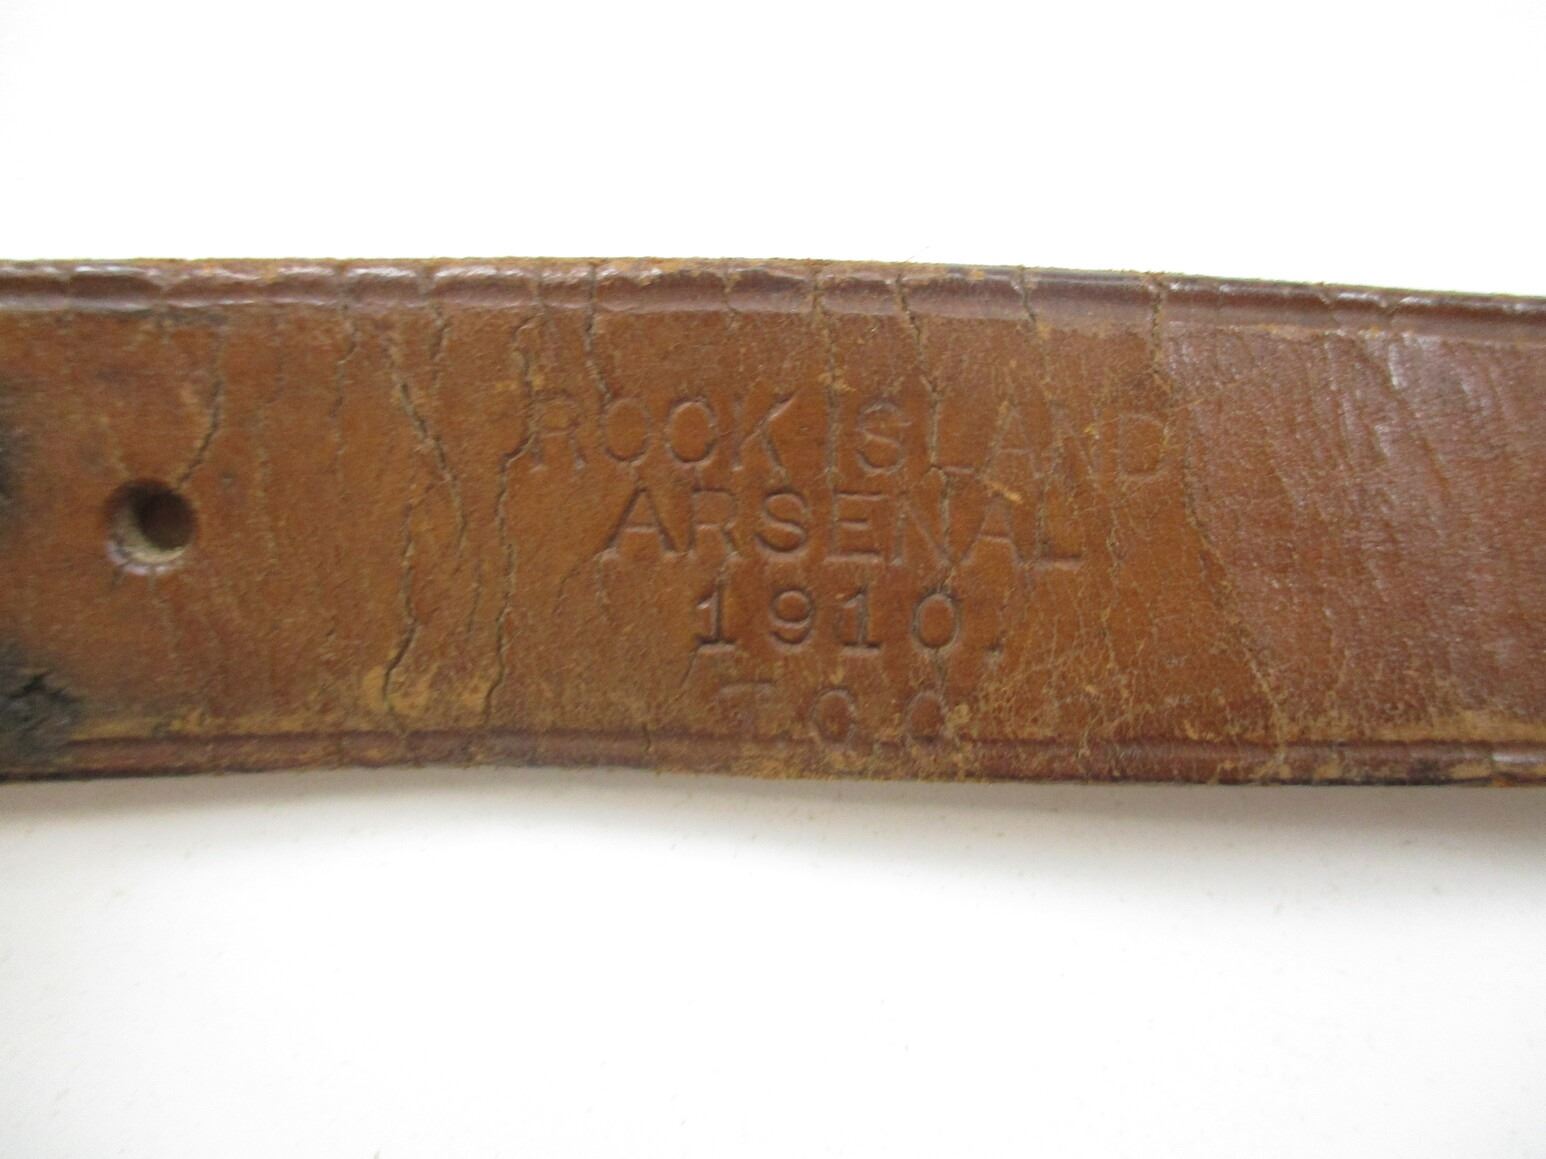 ROCK ISLAND
ARSENAL
1910.